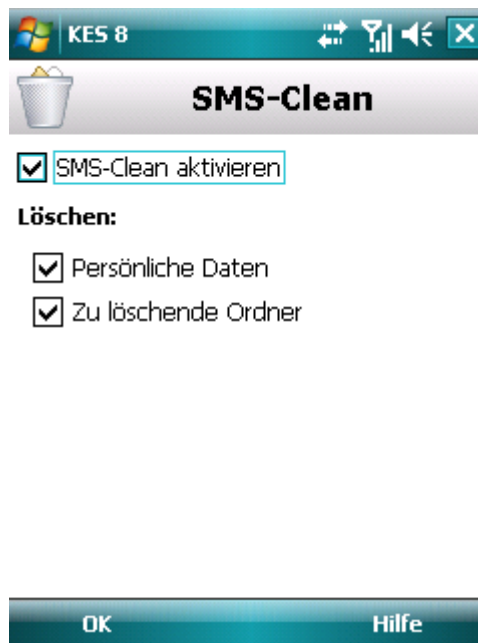 KES 8
SMS-Clean
SMS-Clean aktivieren
Löschen:
Persönliche Daten
Zu löschende Ordner
OK Hilfe